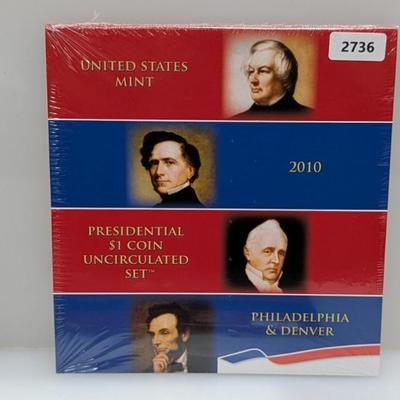 2736
UNITED STATES
MINT
2010
PRESIDENTIAL
$1 COIN
UNCIRCULATED
SET™
PHILADELPHIA
& DENVER